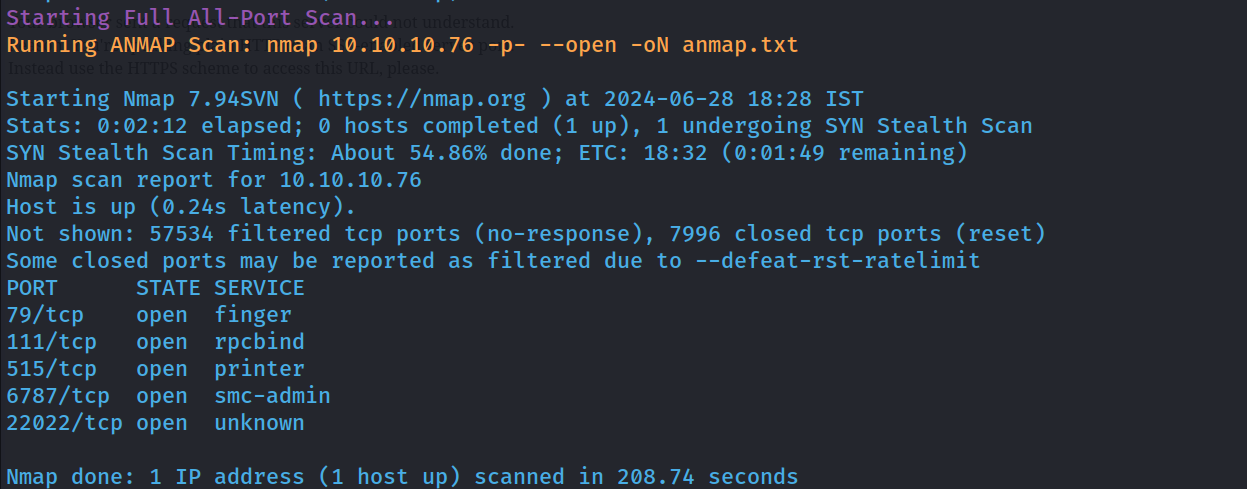 Starting Full All-Port Scan...
not understand.
Running ANMAP Scan: nmap 10.10.10.76 -p- --open -oN anmap.txt
Instead use the HTTPS scheme to access this URL, please.
Starting Nmap 7.94SVN ( https://nmap.org ) at 2024-06-28 18:28 IST
Stats: 0:02:12 elapsed; 0 hosts completed (1 up), 1 undergoing SYN Stealth Scan
SYN Stealth Scan Timing: About 54.86% done; ETC: 18:32 (0:01:49 remaining)
Nmap scan report for 10.10.10.76
Host is up (0.24s latency).
Not shown: 57534 filtered tcp ports (no-response), 7996 closed tcp ports (reset)
Some closed ports may be reported as filtered due to --defeat-rst-ratelimit
PORT      STATE SERVICE
79/tcp    open  finger
111/tcp   open  rpcbind
515/tcp   open  printer
6787/tcp  open  smc-admin
22022/tcp open  unknown
Nmap done: 1 IP address (1 host up) scanned in 208.74 seconds